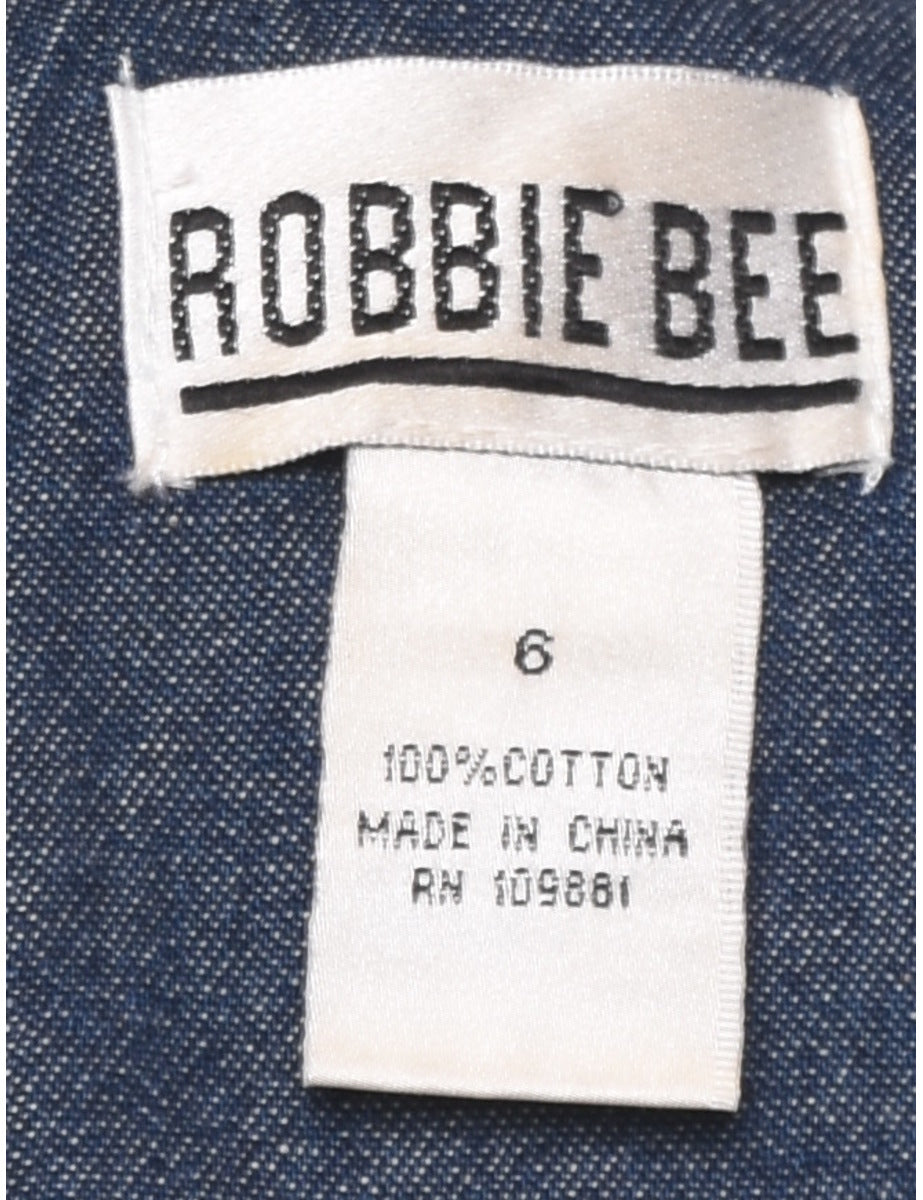 ROBBIE® BEE
6
100% COTTON
MADE IN CHINA
RN 109881